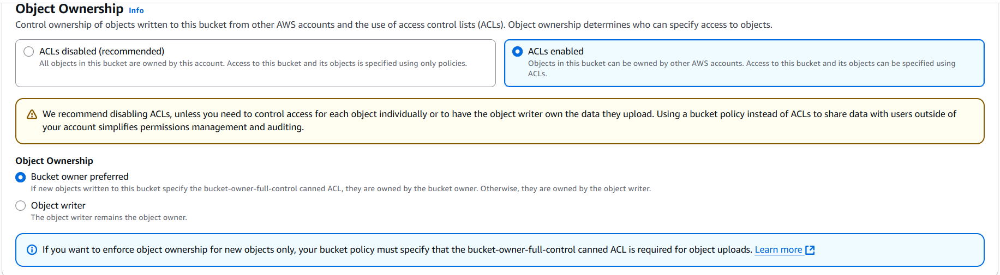 Object Ownership Info
Control ownership of objects written to this bucket from other AWS accounts and the use of access control lists (ACLs). Object ownership determines who can specify access to objects.
ACLs disabled (recommended)
All objects in this bucket are owned by this account. Access to this bucket and its objects is specified using only policies.
ACLs enabled
Objects in this bucket can be owned by other AWS accounts. Access to this bucket and its objects can be specified using
ACLs.
We recommend disabling ACLs, unless you need to control access for each object individually or to have the object writer own the data they upload. Using a bucket policy instead of ACLs to share data with users outside of
your account simplifies permissions management and auditing.
Object Ownership
Bucket owner preferred
If new objects written to this bucket specify the bucket-owner-full-control canned ACL, they are owned by the bucket owner. Otherwise, they are owned by the object writer.
Object writer
The object writer remains the object owner.
If you want to enforce object ownership for new objects only, your bucket policy must specify that the bucket-owner-full-control canned ACL is required for object uploads. Learn more